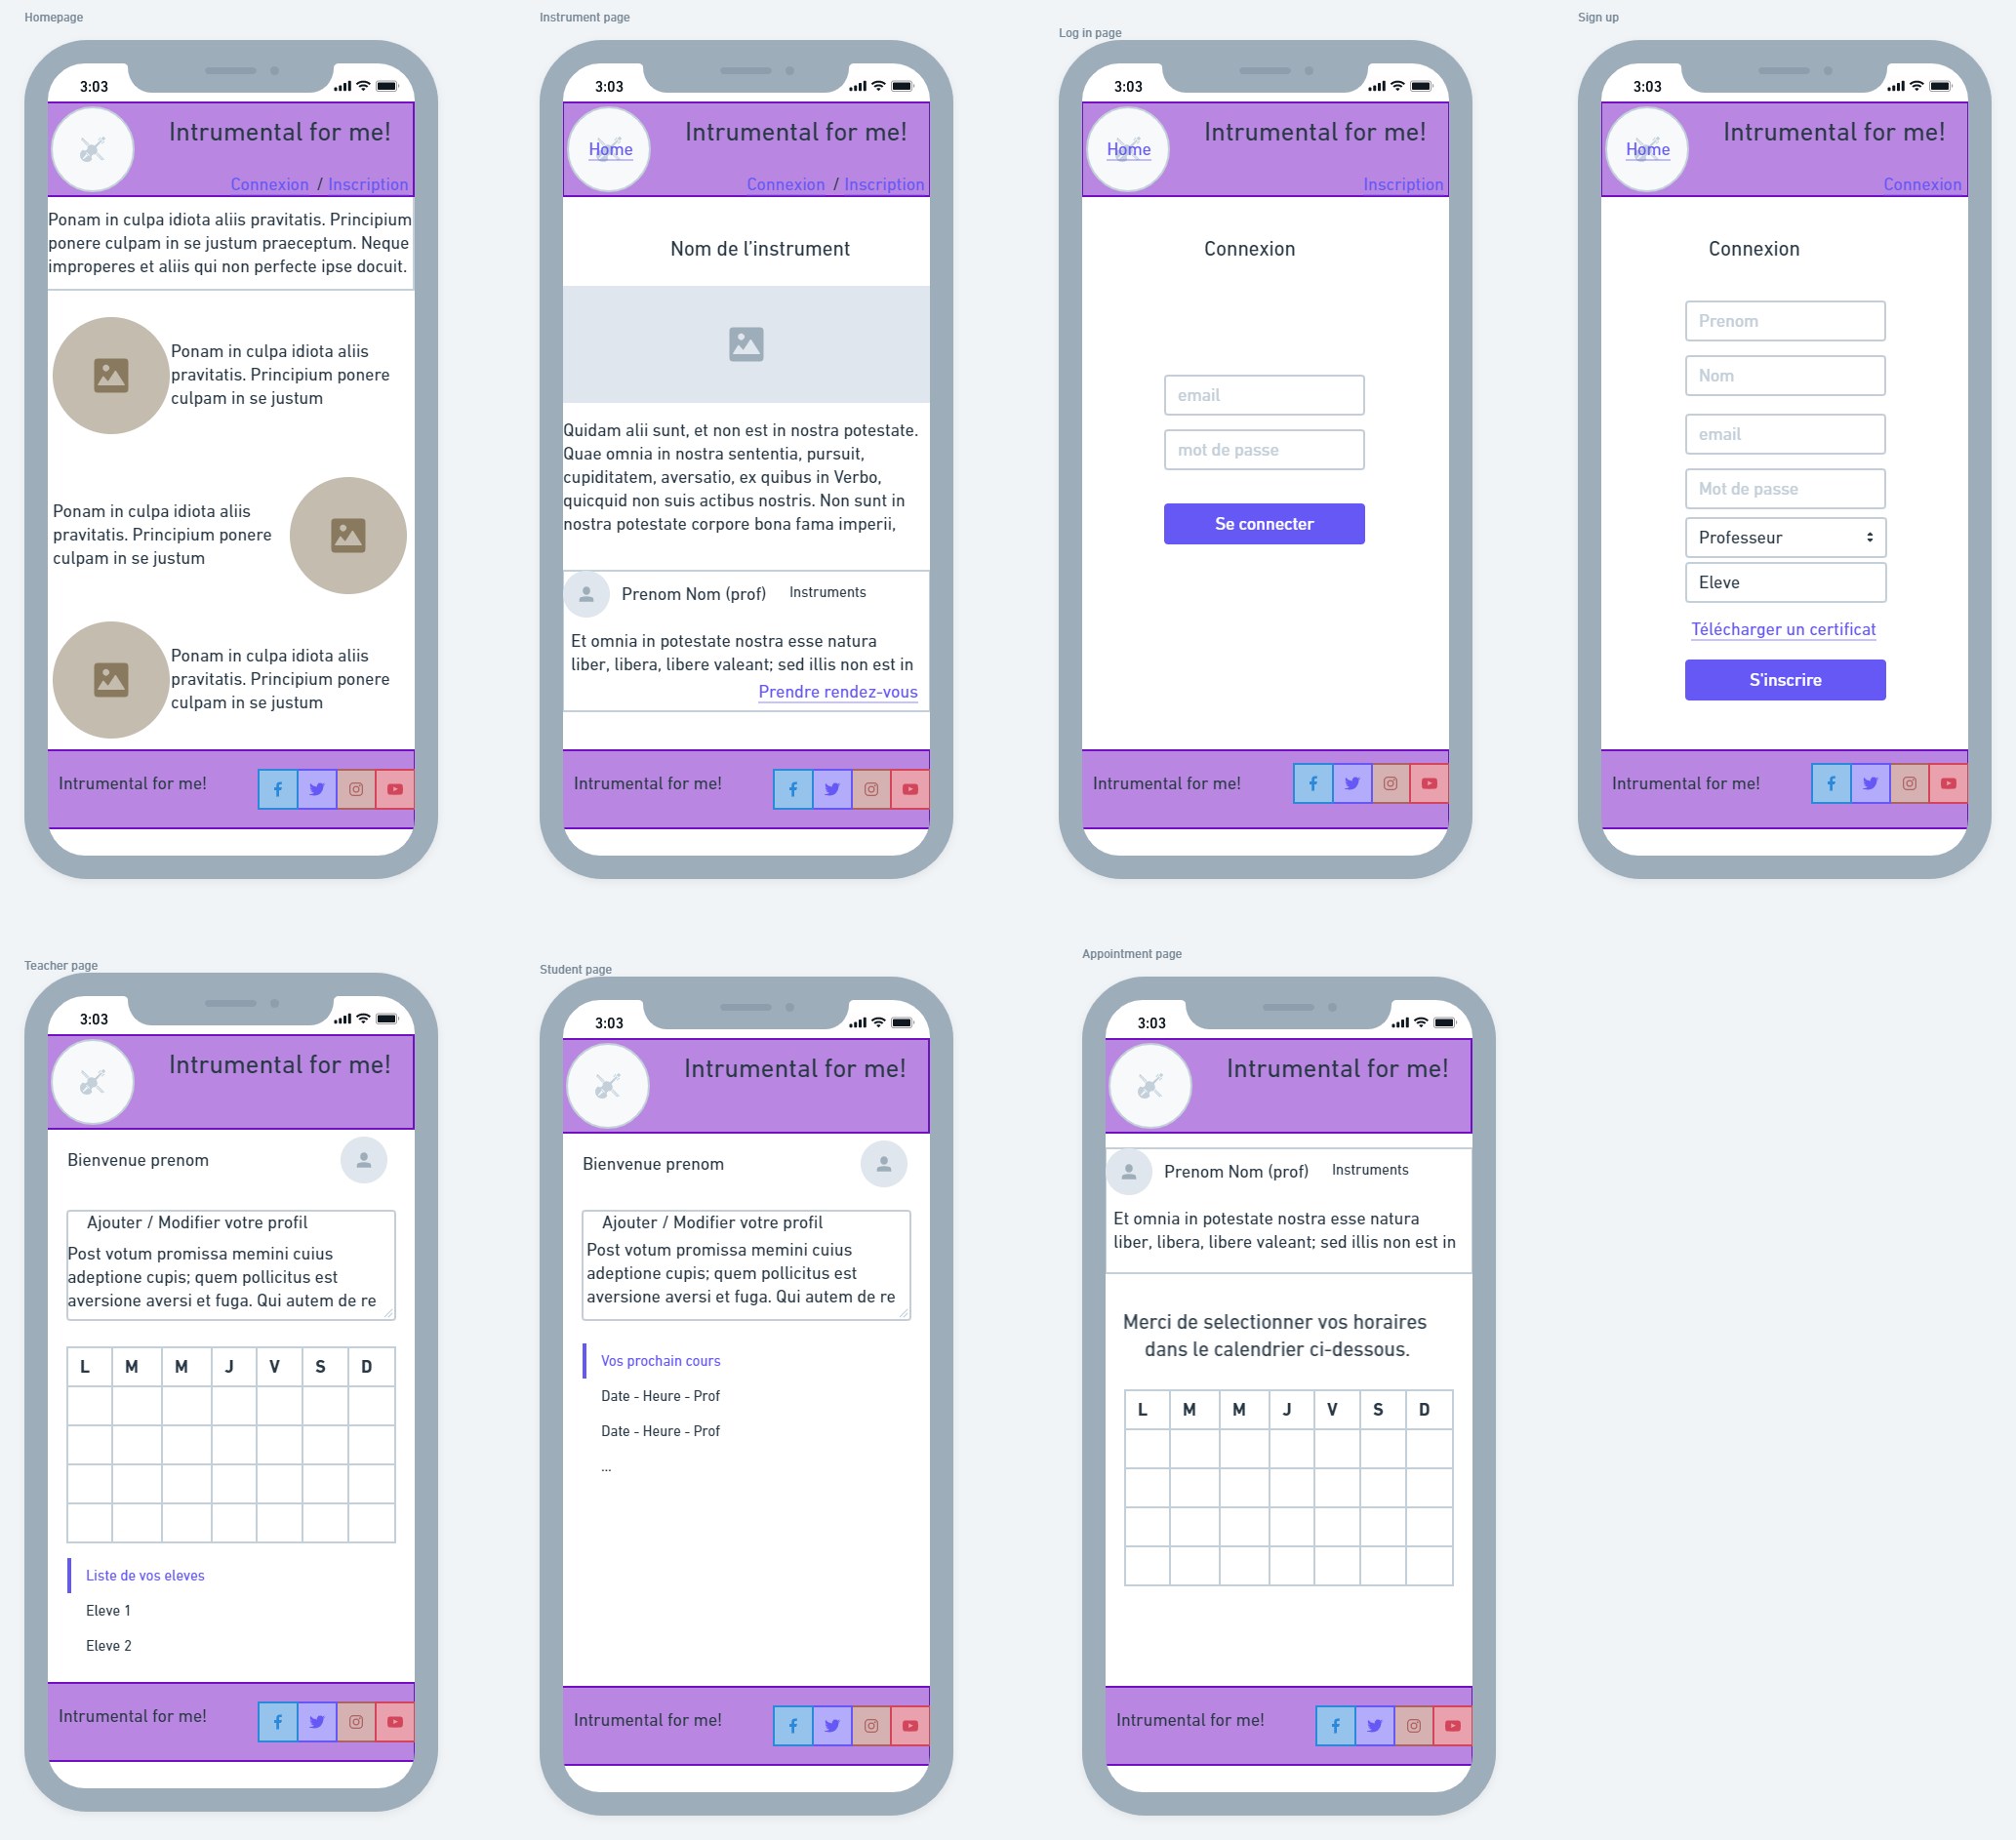 Homepage
3:03
Intrumental for me!
Connexion / Inscription
Ponam in culpa idiota aliis pravitatis. Principium
ponere culpam in se justum praeceptum. Neque
improperes et aliis qui non perfecte ipse docuit.
Ponam in culpa idiota aliis
pravitatis. Principium ponere
culpam in se justum
Ponam in culpa idiota aliis
pravitatis. Principium ponere
culpam in se justum
Ponam in culpa idiota aliis
pravitatis. Principium ponere
culpam in se justum
Intrumental for me!
Instrument page
3:03
Home
Intrumental for me!
Connexion / Inscription
Nom de l'instrument
Quidam alii sunt, et non est in nostra potestate.
Quae omnia in nostra sententia, pursuit,
cupiditatem, aversatio, ex quibus in Verbo,
quicquid non suis actibus nostris. Non sunt in
nostra potestate corpore bona fama imperii,
Prenom Nom (prof) Instruments
Et omnia in potestate nostra esse natura
liber, libera, libere valeant; sed illis non est in
Prendre rendez-vous
Intrumental for me!
Log in page
3:03
Home
Intrumental for me!
Inscription
Connexion
email
mot de passe
Se connecter
Intrumental for me!
Sign up
3:03
Home
Intrumental for me!
Connexion
Connexion
Prenom
Nom
email
Mot de passe
Professeur
Eleve
Télécharger un certificat
S'inscrire
Intrumental for me!
Teacher page
3:03
Intrumental for me!
Bienvenue prenom
Ajouter / Modifier votre profil
Post votum promissa memini cuius
adeptione cupis; quem pollicitus est
aversione aversi et fuga. Qui autem de re
L M M J V S D
Liste de vos eleves
Eleve 1
Eleve 2
Intrumental for me!
Student page
3:03
Intrumental for me!
Bienvenue prenom
Ajouter / Modifier votre profil
Post votum promissa memini cuius
adeptione cupis; quem pollicitus est
aversione aversi et fuga. Qui autem de re
Vos prochain cours
Date - Heure - Prof
Date - Heure - Prof
...
Intrumental for me!
Appointment page
3:03
Intrumental for me!
Prenom Nom (prof) Instruments
Et omnia in potestate nostra esse natura
liber, libera, libere valeant; sed illis non est in
Merci de selectionner vos horaires
dans le calendrier ci-dessous.
L M M J V S D
Intrumental for me!